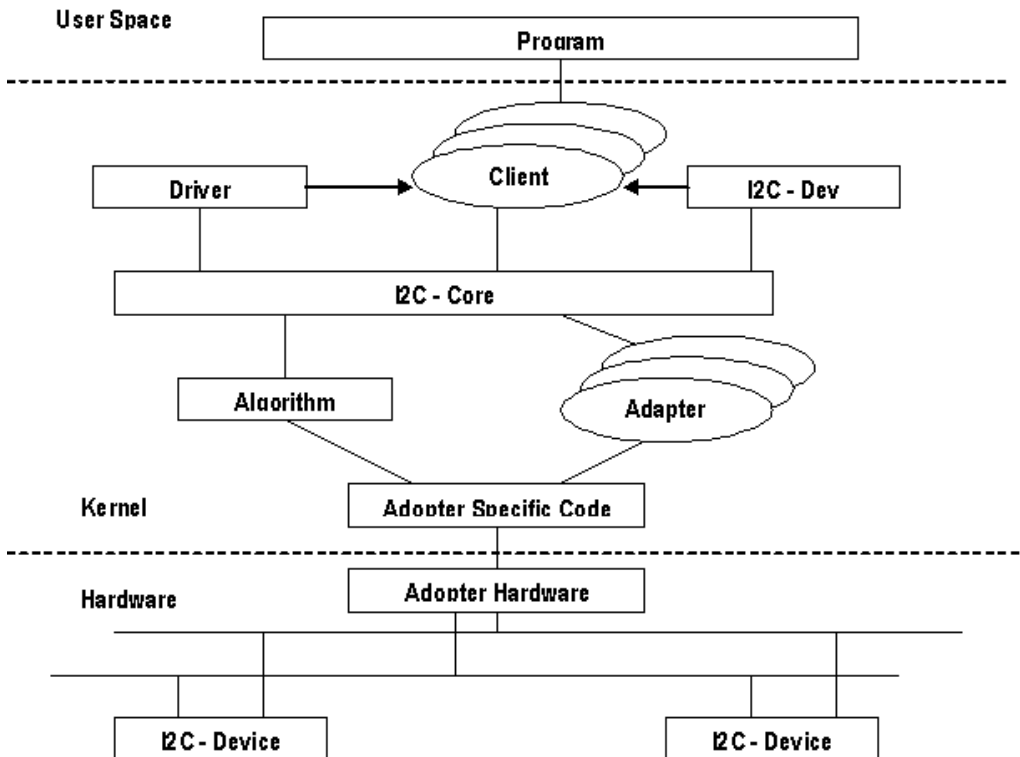 User Space
Program
Driver
Client
I2C - Dev
I2C - Core
Algorithm
Adapter
Kernel
Adopter Specific Code
Hardware
Adopter Hardware
I2C - Device
I2C - Device